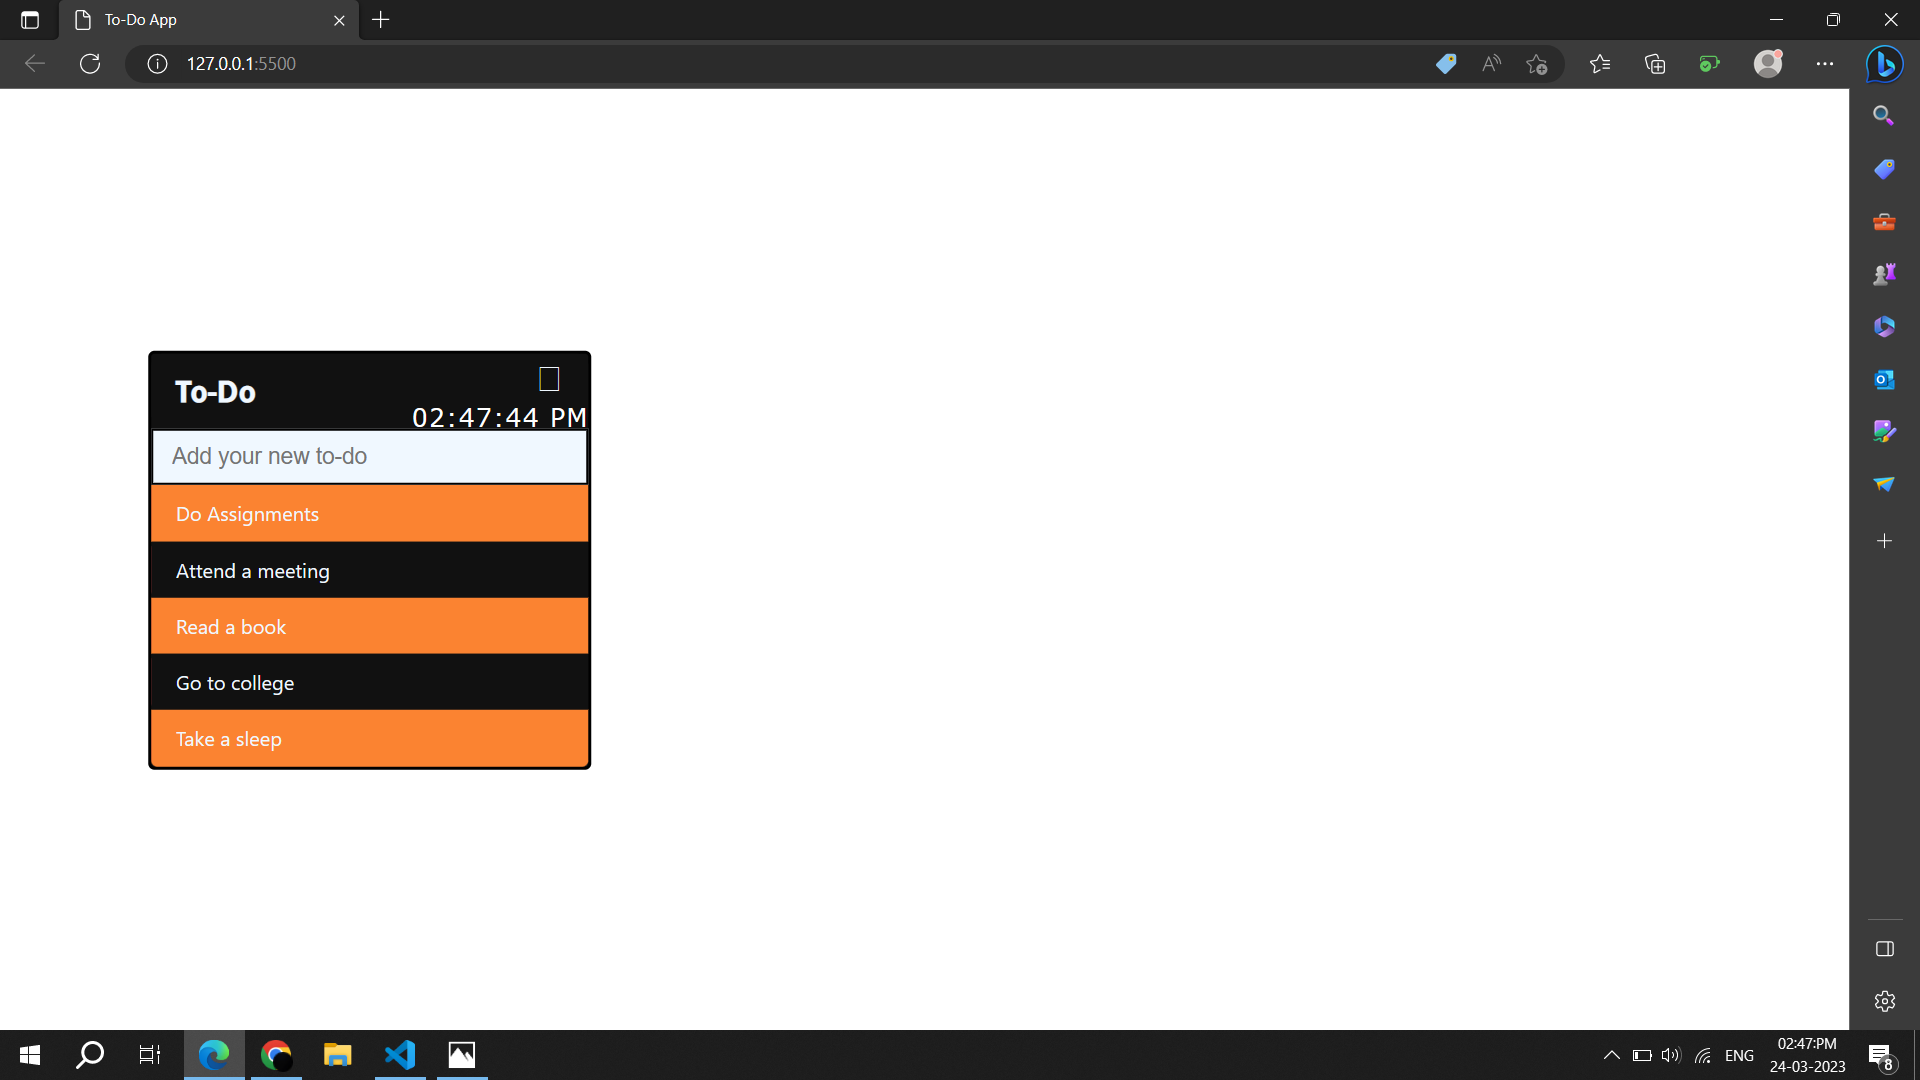 To-Do App
127.0.0.1:5500
To-Do
02:47:44 PM
Add your new to-do
Do Assignments
Attend a meeting
Read a book
Go to college
Take a sleep
ENG
02:47:PM
24-03-2023
8